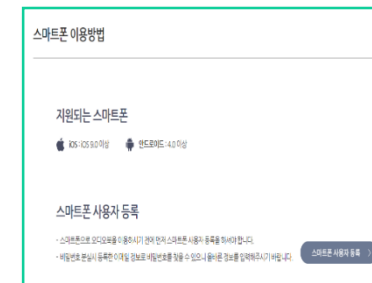 스마트폰 이용방법
지원되는 스마트폰
iOS : iOS 9.0 이상 안드로이드 : 4.0 이상
스마트폰 사용자 등록
- 스마트폰으로 오디오북을 이용하시기 전에 먼저 스마트폰 사용자 등록을 하셔야 합니다.
- 비밀번호 분실시 등록한 이메일 정보로 비밀번호를 찾을 수 있으니 올바른 정보를 입력해주시기 바랍니다.
스마트폰 사용자 등록 >